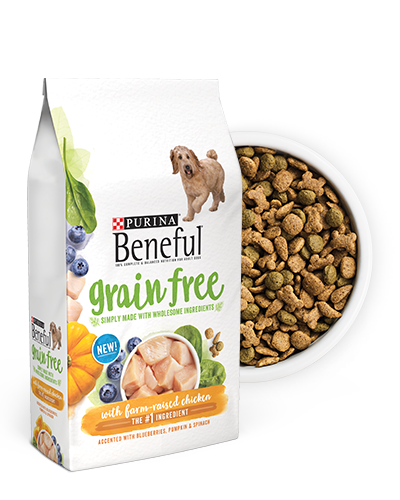 PURINA
Beneful
100% COMPLETE & BALANCED NUTRITION FOR ADULT DOGS
grain free
SIMPLY MADE WITH WHOLESOME INGREDIENTS
NEW!
with farm-raised chicken
THE #1 INGREDIENT
ACCENTED WITH BLUEBERRIES, PUMPKIN & SPINACH
PURINA
Beneful
grain free